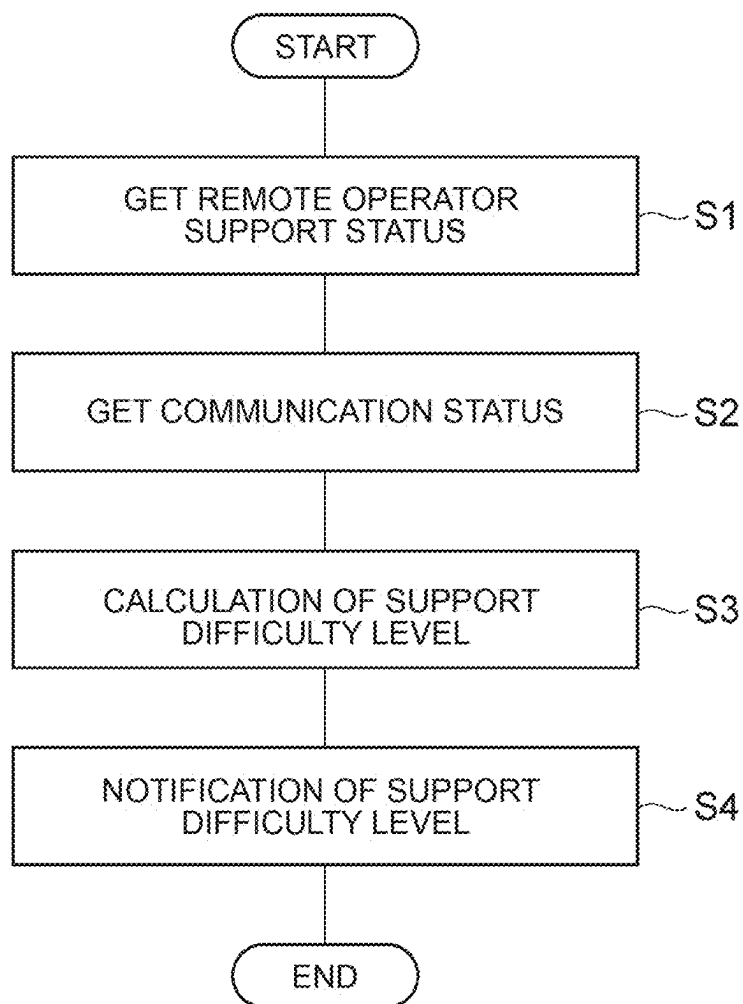 START
GET REMOTE OPERATOR
SUPPORT STATUS
S1
GET COMMUNICATION STATUS
S2
CALCULATION OF SUPPORT
DIFFICULTY LEVEL
S3
NOTIFICATION OF SUPPORT
DIFFICULTY LEVEL
S4
END